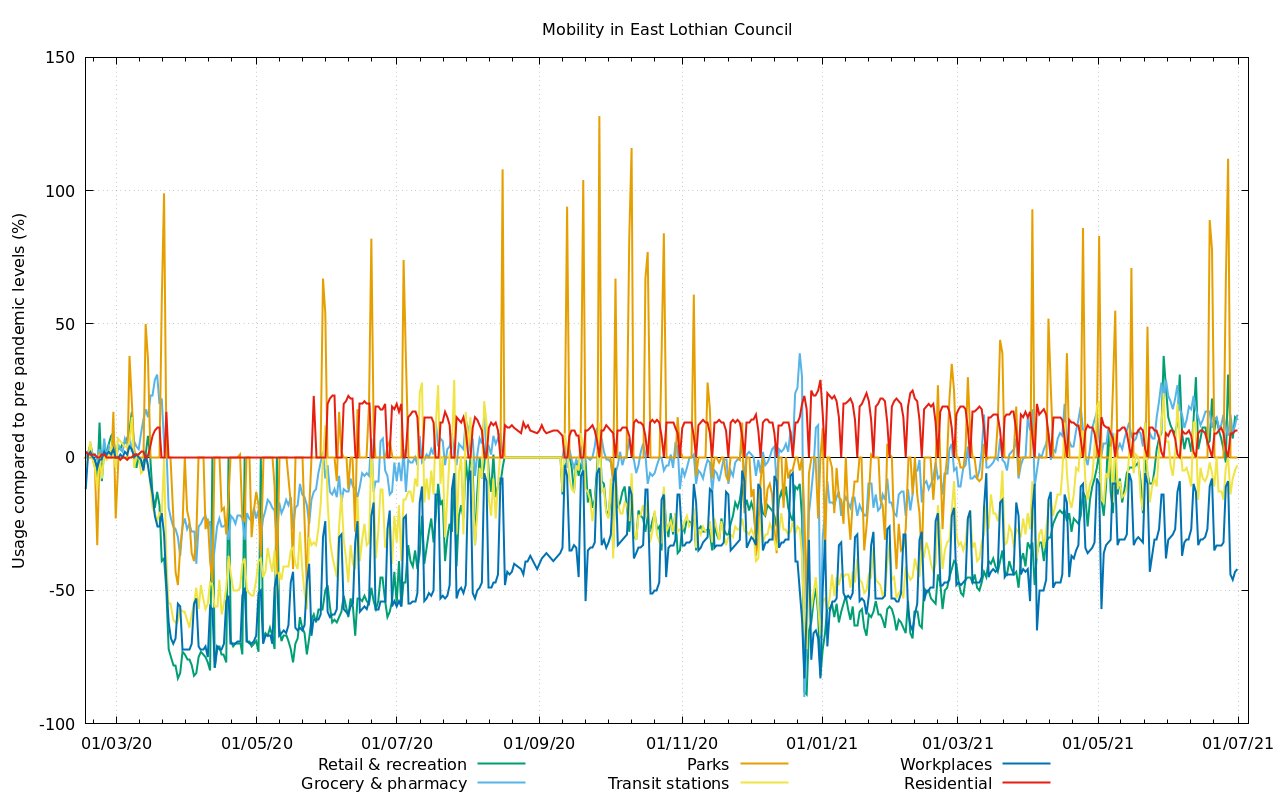 Mobility in East Lothian Council
Usage compared to pre pandemic levels (%)
150
100
50
0
-50
-100
01/03/20 01/05/20 01/07/20 01/09/20 01/11/20 01/01/21 01/03/21 01/05/21 01/07/21
Retail & recreation Parks Workplaces
Grocery & pharmacy Transit stations Residential